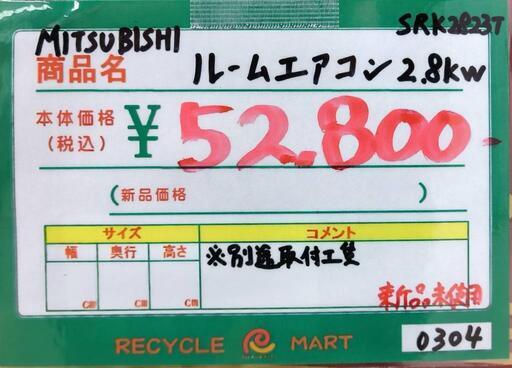 MITSUBISHI SRK2823T
商品名 ルームエアコン 2.8kw
本体価格
(税込) ¥52.800-
(新品価格 )
サイズ コメント
幅 奥行 高さ ※別途取付工賃
cm cm cm 新品未使用
RECYCLE MART 0304